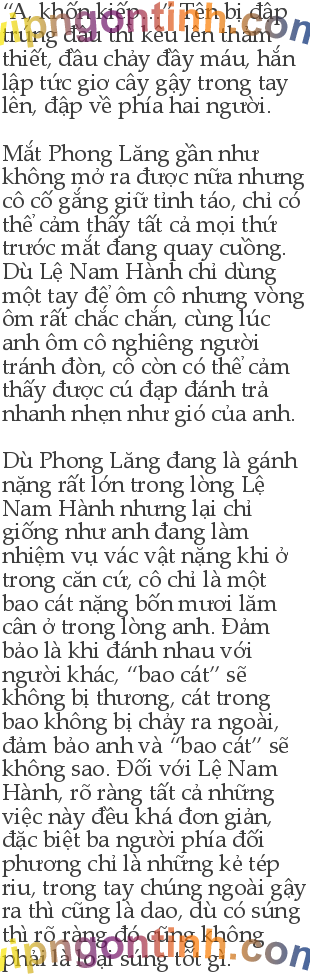 “A, khốn kiếp…” Tên bị đập
trúng đầu thì kêu lên thảm
thiết, đầu chảy đầy máu, hắn
lập tức giơ cây gậy trong tay
lên, đập về phía hai người.
Mắt Phong Lăng gần như
không mở ra được nữa nhưng
cô cố gắng giữ tỉnh táo, chỉ có
thể cảm thấy tất cả mọi thứ
trước mắt đang quay cuồng.
Dù Lệ Nam Hành chỉ dùng
một tay để ôm cô nhưng vòng
ôm rất chắc chắn, cùng lúc
anh ôm cô nghiêng người
tránh đòn, cô còn có thể cảm
thấy được cú đạp đánh trả
nhanh nhẹn như gió của anh.
Dù Phong Lăng đang là gánh
nặng rất lớn trong lòng Lệ
Nam Hành nhưng lại chỉ
giống như anh đang làm
nhiệm vụ vác vật nặng khi ở
trong căn cứ, cô chỉ là một
bao cát nặng bốn mươi lăm
cân ở trong lòng anh. Đảm
bảo là khi đánh nhau với
người khác, “bao cát” sẽ
không bị thương, cát trong
bao không bị chảy ra ngoài,
đảm bảo anh và “bao cát” sẽ
không sao. Đối với Lệ Nam
Hành, rõ ràng tất cả những
việc này đều khá đơn giản,
đặc biệt ba người phía đối
phương chỉ là những kẻ tép
riu, trong tay chúng ngoài gậy
ra thì cũng là dao, dù có súng
thì rõ ràng đó cũng không
phải là loại súng tốt gì.